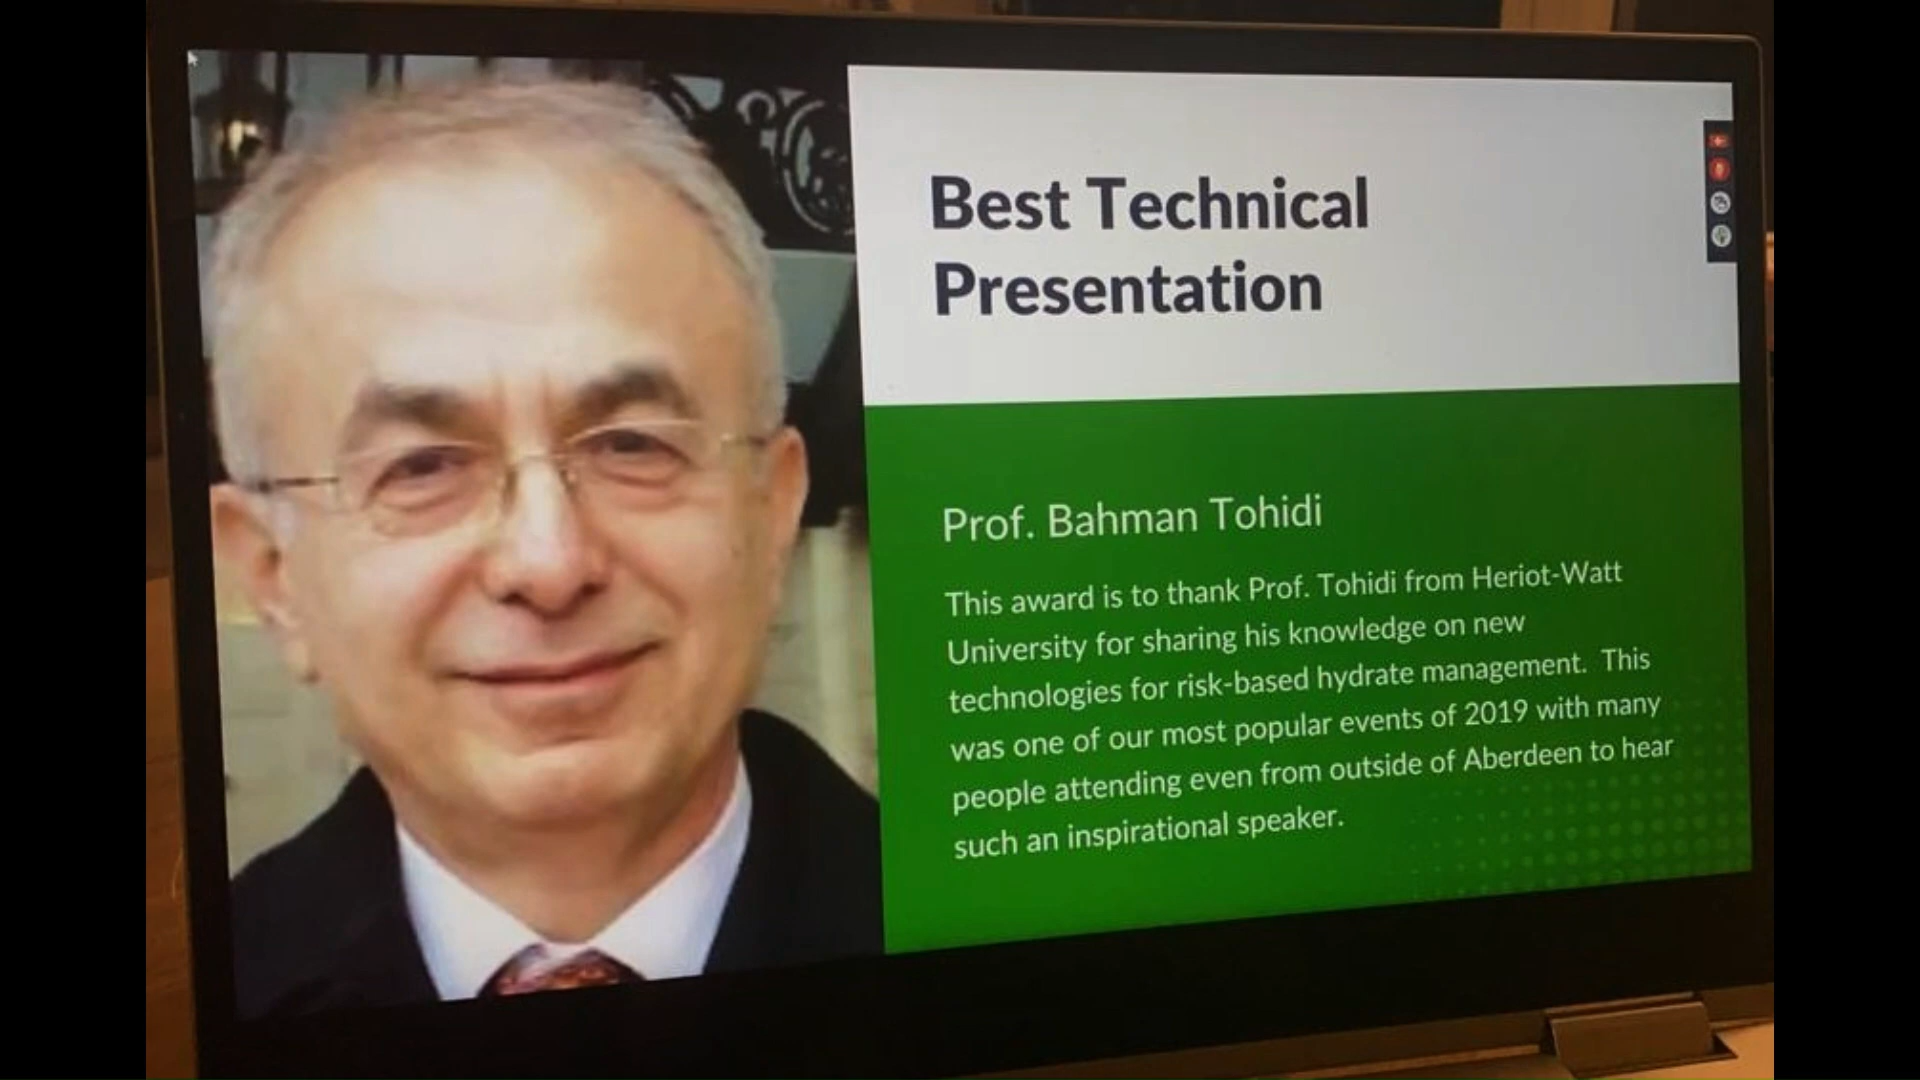 Best Technical
Presentation
Prof. Bahman Tohidi
This award is to thank Prof. Tohidi from Heriot-Watt
University for sharing his knowledge on new
technologies for risk-based hydrate management.  This
was one of our most popular events of 2019 with many
people attending even from outside of Aberdeen to hear
such an inspirational speaker.